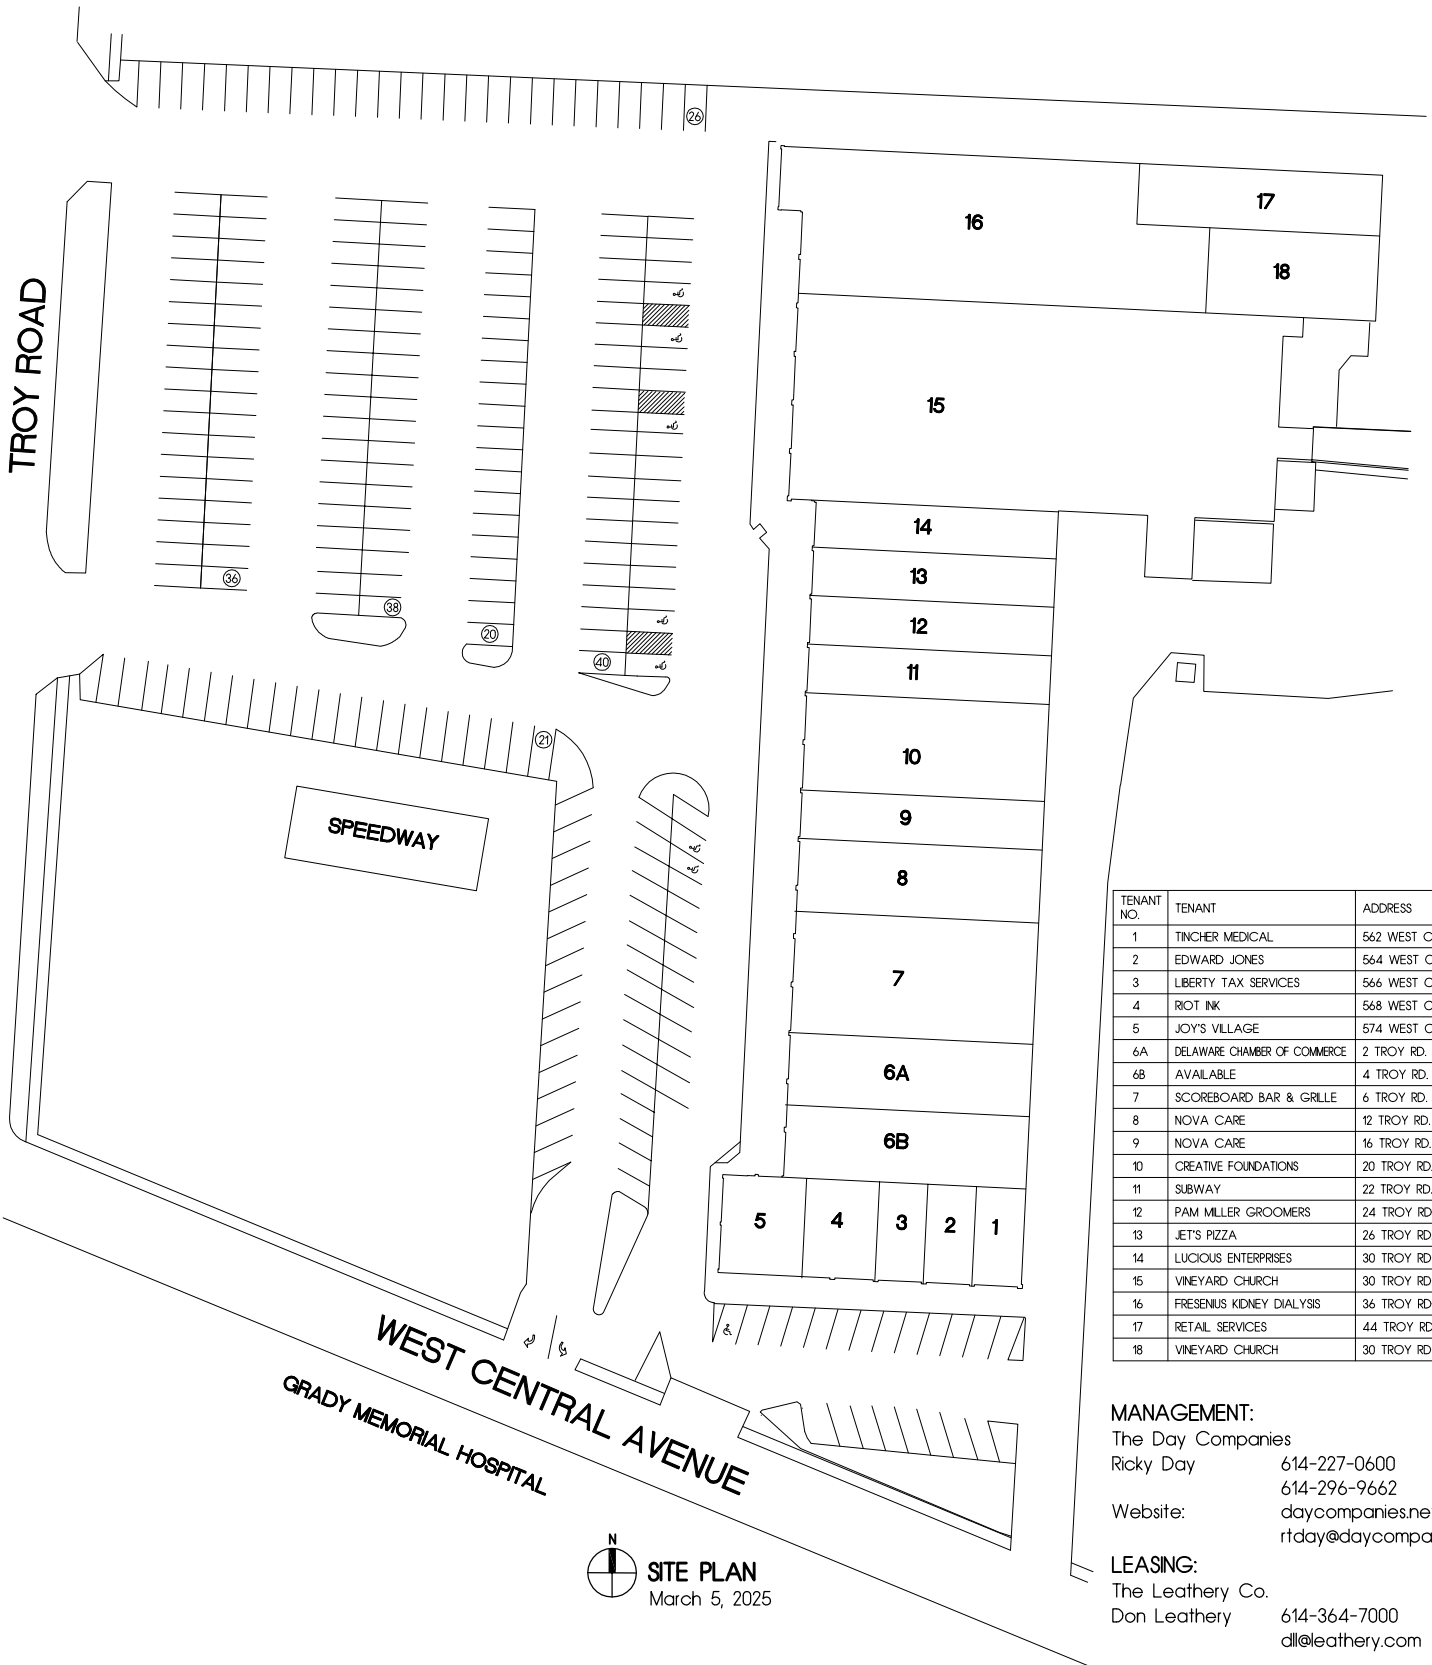 26
17
16
18
TROY ROAD
15
14
13
36
38
12
20
40
11
21
10
SPEEDWAY
9
8
7
6A
6B
5 4 3 2 1
WEST CENTRAL AVENUE
GRADY MEMORIAL HOSPITAL
N
SITE PLAN
March 5, 2025
TENANT NO. TENANT ADDRESS
1 TINCHER MEDICAL 562 WEST C
2 EDWARD JONES 564 WEST C
3 LIBERTY TAX SERVICES 566 WEST C
4 RIOT INK 568 WEST C
5 JOY'S VILLAGE 574 WEST C
6A DELAWARE CHAMBER OF COMMERCE 2 TROY RD.
6B AVAILABLE 4 TROY RD.
7 SCOREBOARD BAR & GRILLE 6 TROY RD.
8 NOVA CARE 12 TROY RD.
9 NOVA CARE 16 TROY RD.
10 CREATIVE FOUNDATIONS 20 TROY RD.
11 SUBWAY 22 TROY RD.
12 PAM MILLER GROOMERS 24 TROY RD
13 JET'S PIZZA 26 TROY RD
14 LUCIOUS ENTERPRISES 30 TROY RD
15 VINEYARD CHURCH 30 TROY RD
16 FRESENIUS KIDNEY DIALYSIS 36 TROY RD
17 RETAIL SERVICES 44 TROY RD
18 VINEYARD CHURCH 30 TROY RD
MANAGEMENT:
The Day Companies
Ricky Day 614-227-0600
614-296-9662
Website: daycompanies.ne
rtday@daycompa
LEASING:
The Leathery Co.
Don Leathery 614-364-7000
dll@leathery.com